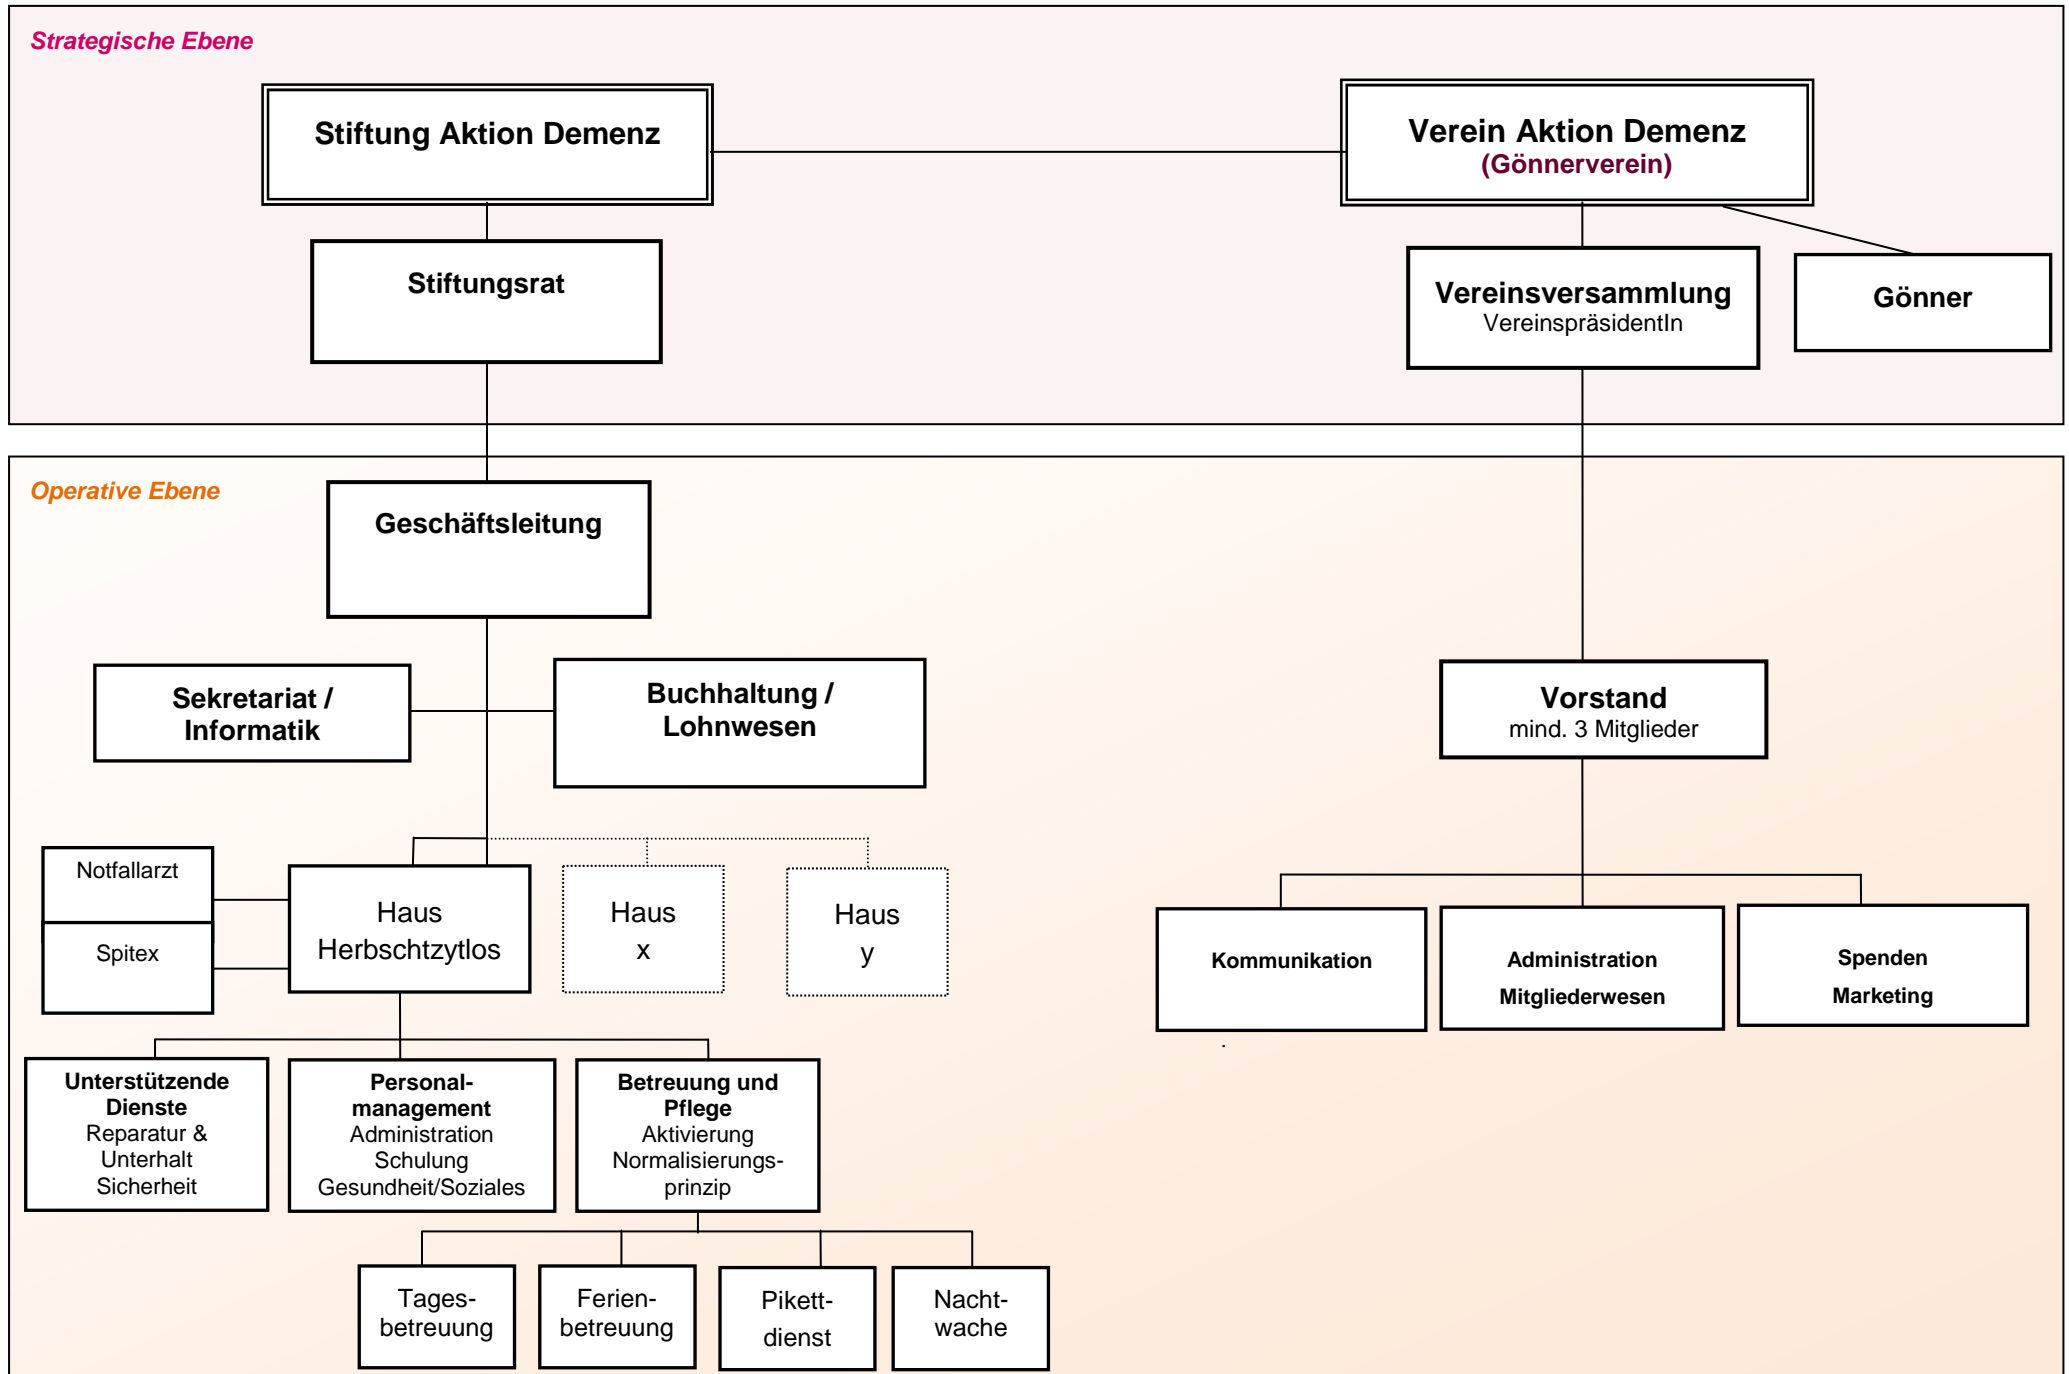 Strategische Ebene
Stiftung Aktion Demenz
Verein Aktion Demenz
(Gönnerverein)
Stiftungsrat
Vereinsversammlung
VereinspräsidentIn
Gönner
Operative Ebene
Geschäftsleitung
Sekretariat /
Informatik
Buchhaltung /
Lohnwesen
Vorstand
mind. 3 Mitglieder
Notfallarzt
Spitex
Haus
Herbschtzytlos
Haus
x
Haus
y
Kommunikation
Administration
Mitgliederwesen
Spenden
Marketing
.
Unterstützende
Dienste
Reparatur &
Unterhalt
Sicherheit
Personal-
management
Administration
Schulung
Gesundheit/Soziales
Betreuung und
Pflege
Aktivierung
Normalisierungs-
prinzip
Tages-
betreuung
Ferien-
betreuung
Pikett-
dienst
Nacht-
wache